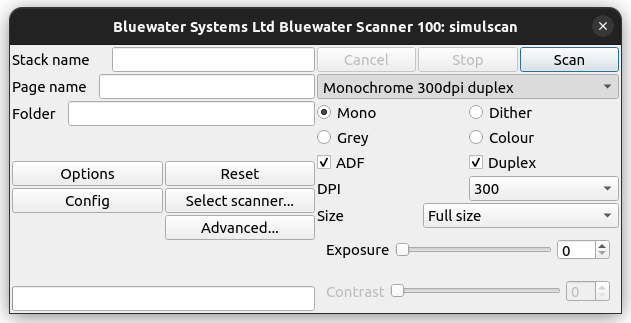 Bluewater Systems Ltd Bluewater Scanner 100: simulscan
Stack name
Cancel
Stop
Scan
Page name
Monochrome 300dpi duplex
Folder
Mono
Dither
Grey
Colour
ADF
Duplex
Options
Reset
DPI
300
Config
Select scanner...
Size
Full size
Advanced...
Exposure
0
Contrast
0